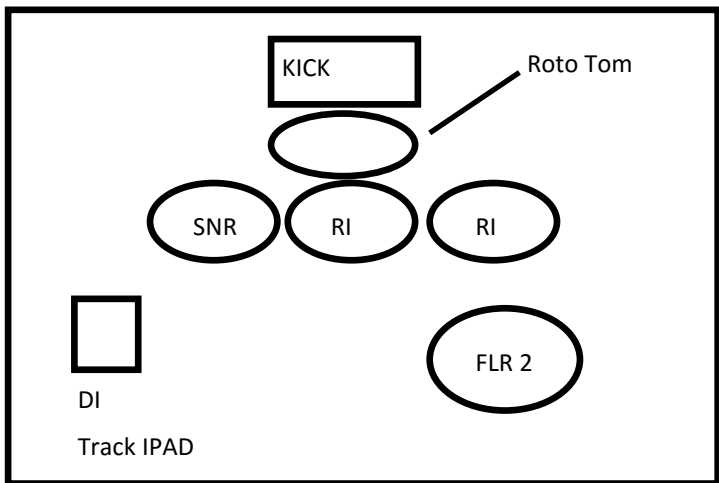 KICK
Roto Tom
SNR
RI
RI
FLR 2
DI
Track IPAD